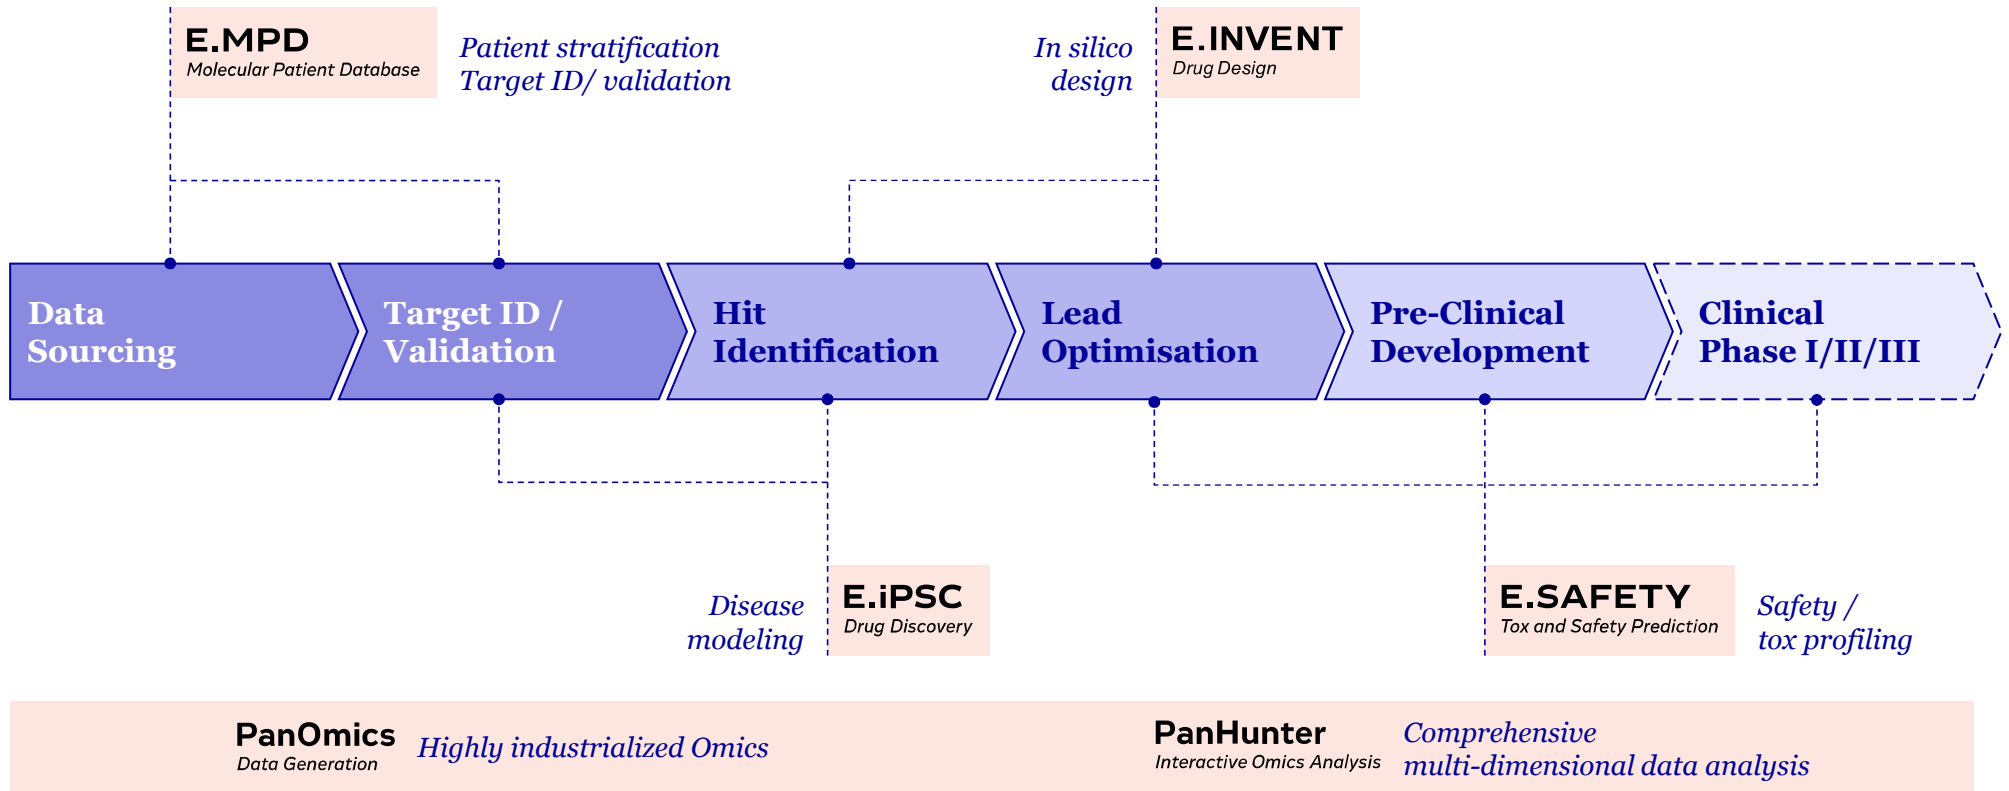 E.MPD
Molecular Patient Database
Patient stratification
Target ID/ validation
In silico
design
E.INVENT
Drug Design
Data
Sourcing
Target ID /
Validation
Hit
Identification
Lead
Optimisation
Pre-Clinical
Development
Clinical
Phase I/II/III
Disease
modeling
E.iPSC
Drug Discovery
E.SAFETY
Tox and Safety Prediction
Safety /
tox profiling
PanOmics
Data Generation
Highly industrialized Omics
PanHunter
Interactive Omics Analysis
Comprehensive
multi-dimensional data analysis